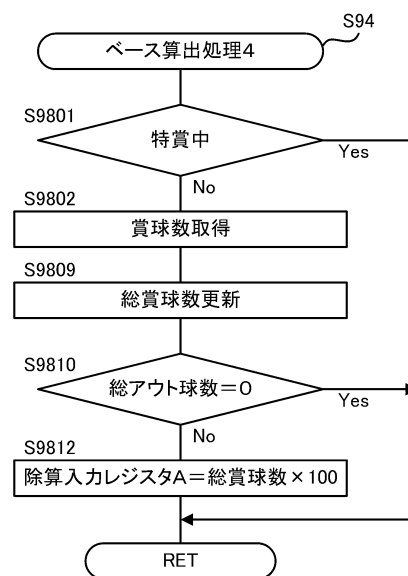 S94
ベース算出処理4
S9801
特賞中
Yes
No
S9802
賞球数取得
S9809
総賞球数更新
S9810
総アウト球数=0
Yes
No
S9812
除算入力レジスタA=総賞球数×100
RET